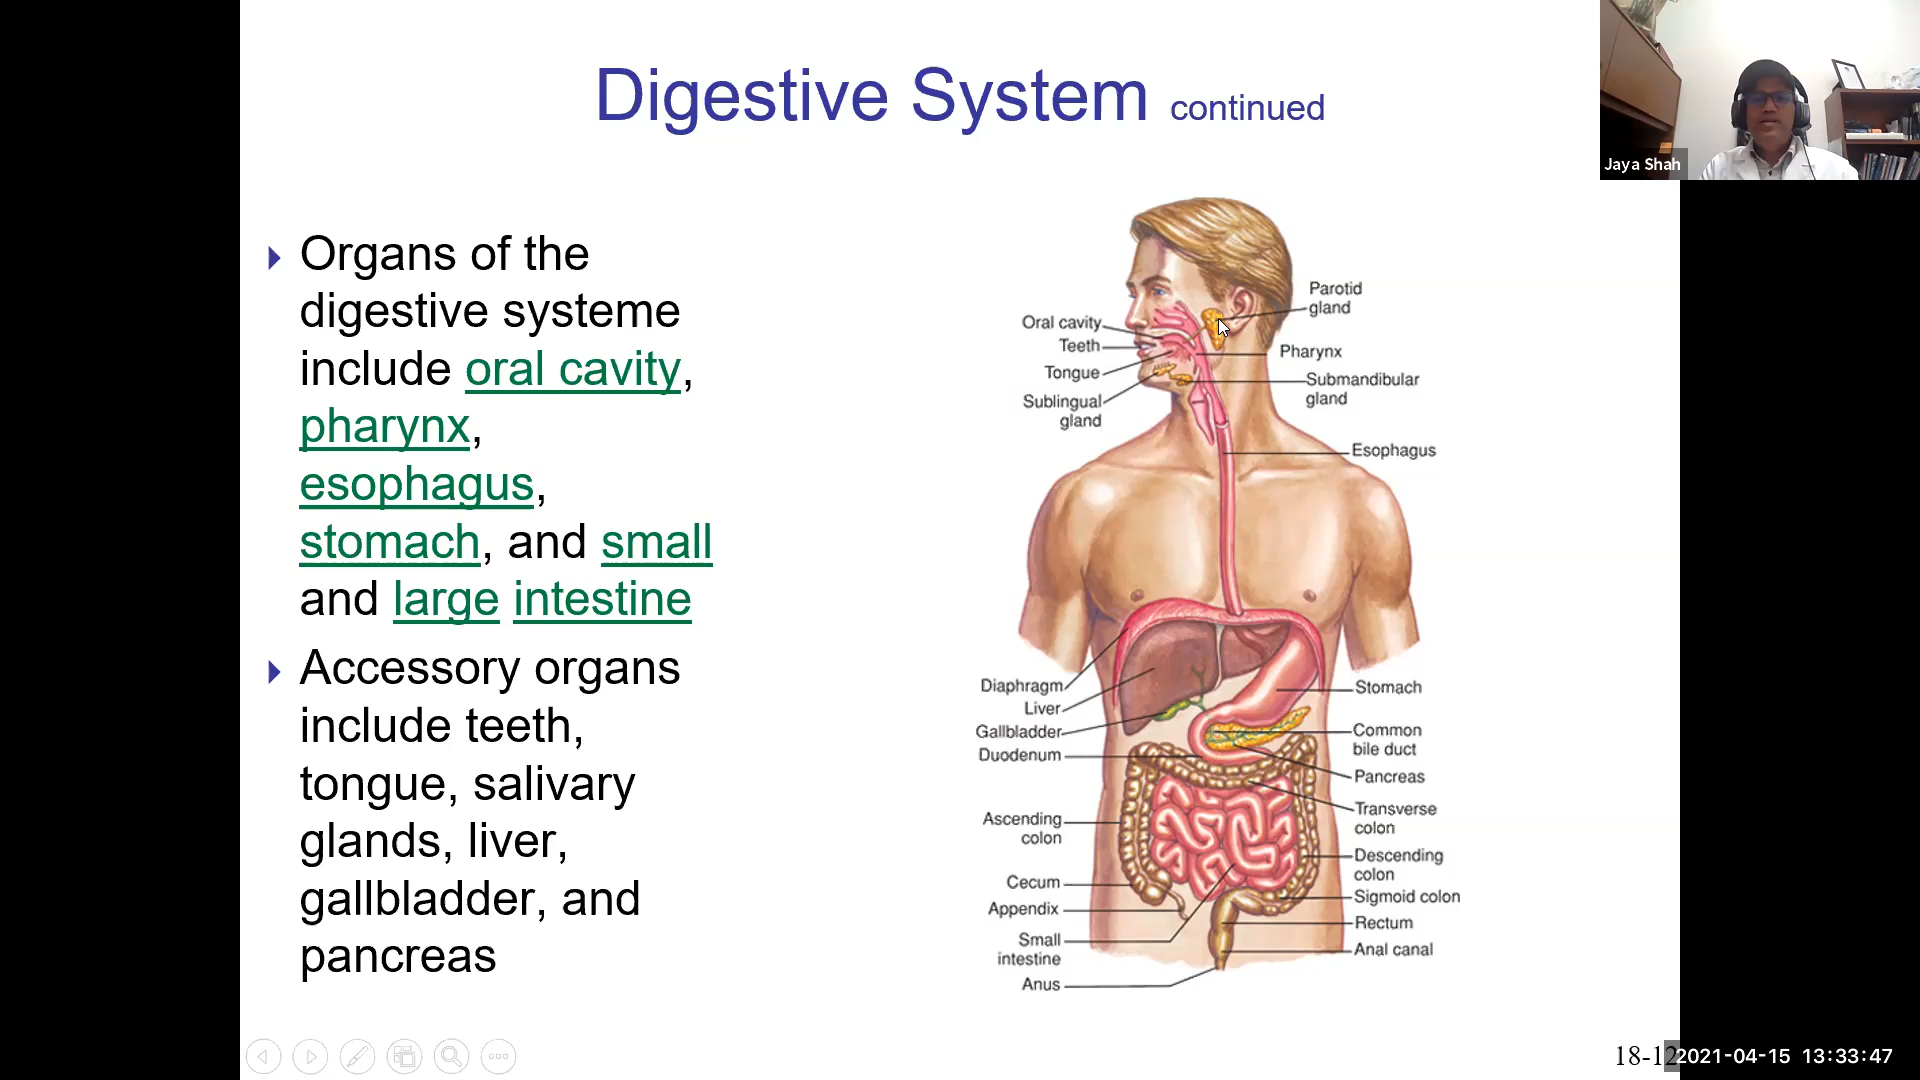 Digestive System continued
Jaya Shah
Organs of the
digestive systeme
include oral cavity,
pharynx,
esophagus,
stomach, and small
and large intestine
Accessory organs
include teeth,
tongue, salivary
glands, liver,
gallbladder, and
pancreas
Oral cavity
Teeth
Tongue
Sublingual
gland
Parotid
gland
Pharynx
Submandibular
gland
Esophagus
Diaphragm
Liver
Gallbladder
Duodenum
Ascending
colon
Cecum
Appendix
Small
intestine
Anus
Stomach
Common
bile duct
Pancreas
Transverse
colon
Descending
colon
Sigmoid colon
Rectum
Anal canal
18-12
2021-04-15 13:33:47